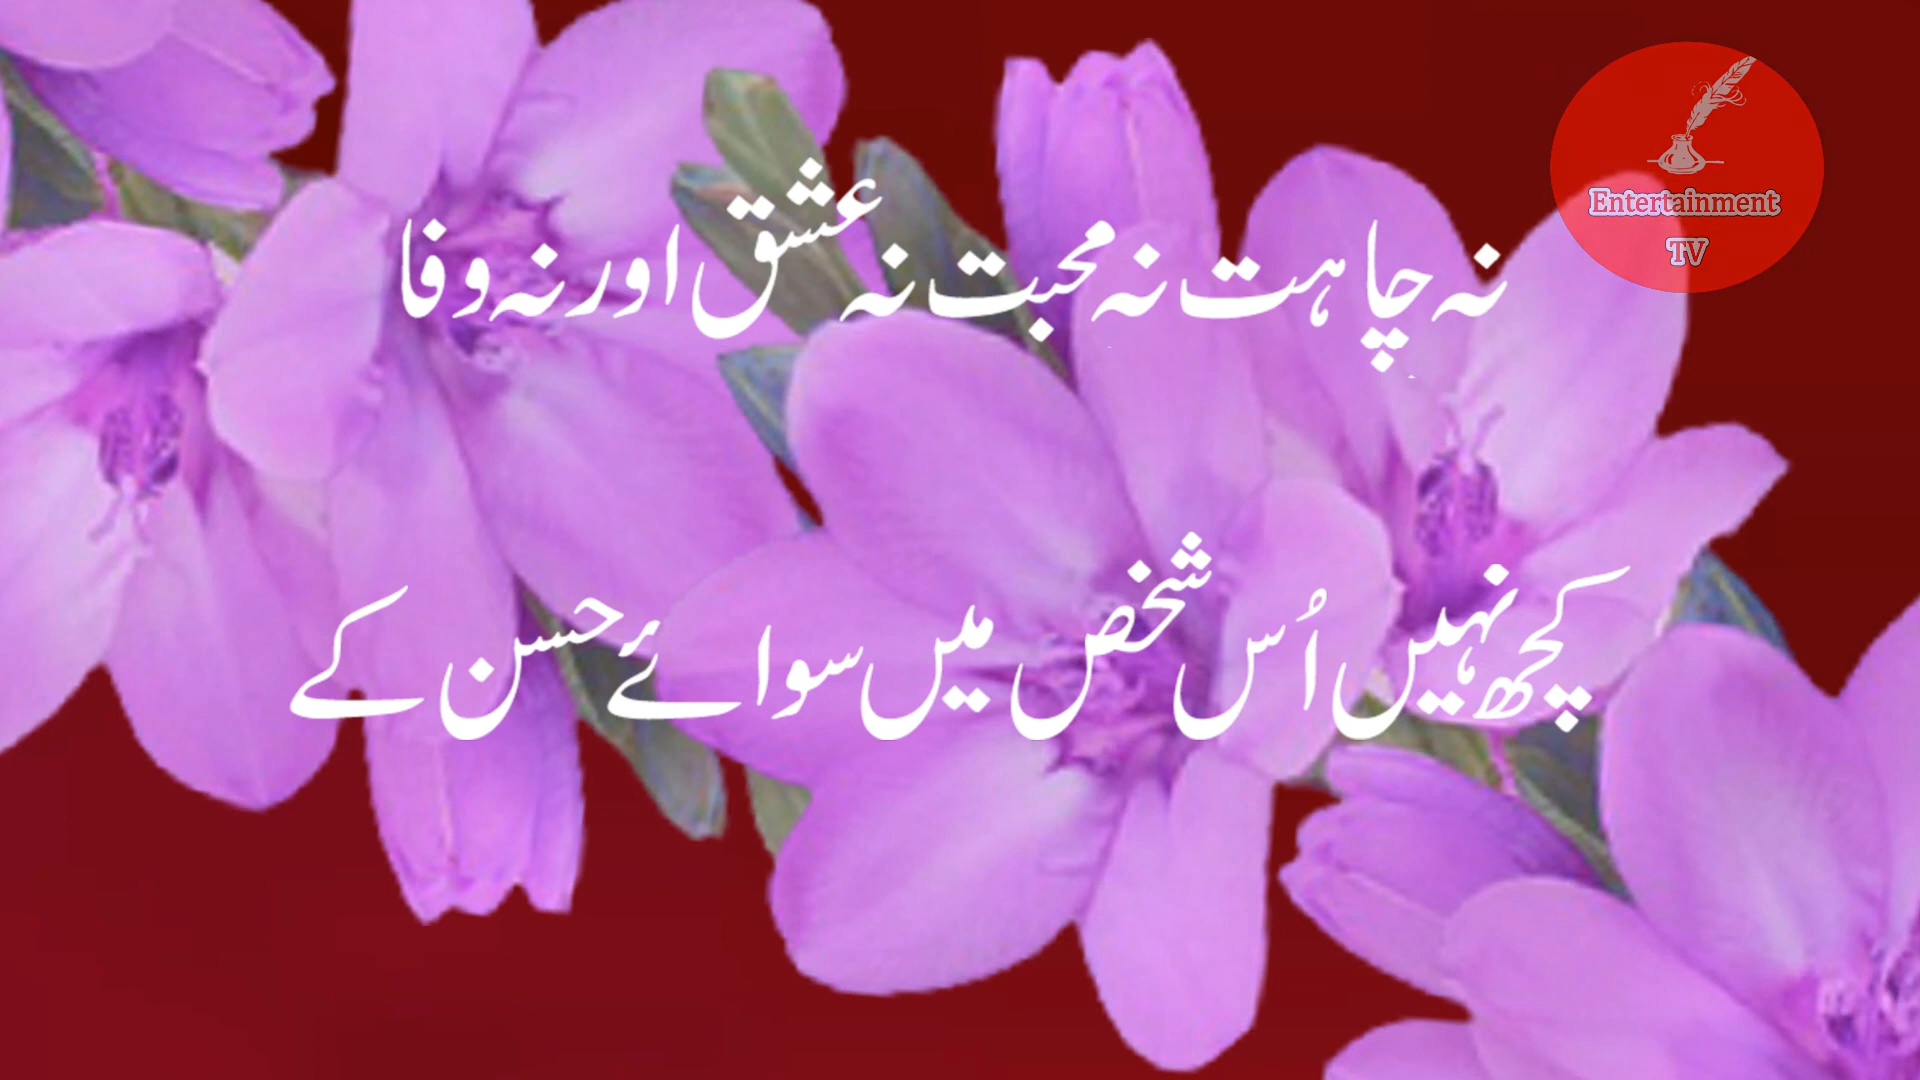 Entertainment
TV
نہ چاہت نہ محبت نہ عشق اور نہ وفا
کچھ نہیں اُس شخص میں سوائے حسن کے